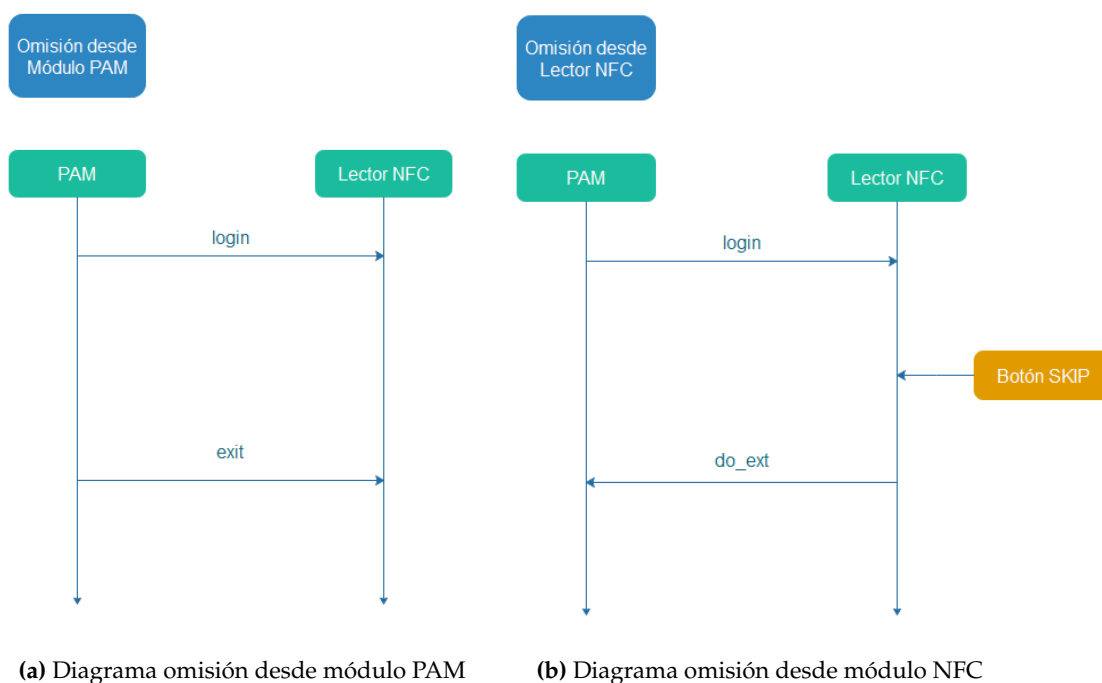 Omisión desde
Módulo PAM
PAM
Lector NFC
login
exit
(a) Diagrama omisión desde módulo PAM
Omisión desde
Lector NFC
PAM
Lector NFC
login
Botón SKIP
do_ext
(b) Diagrama omisión desde módulo NFC